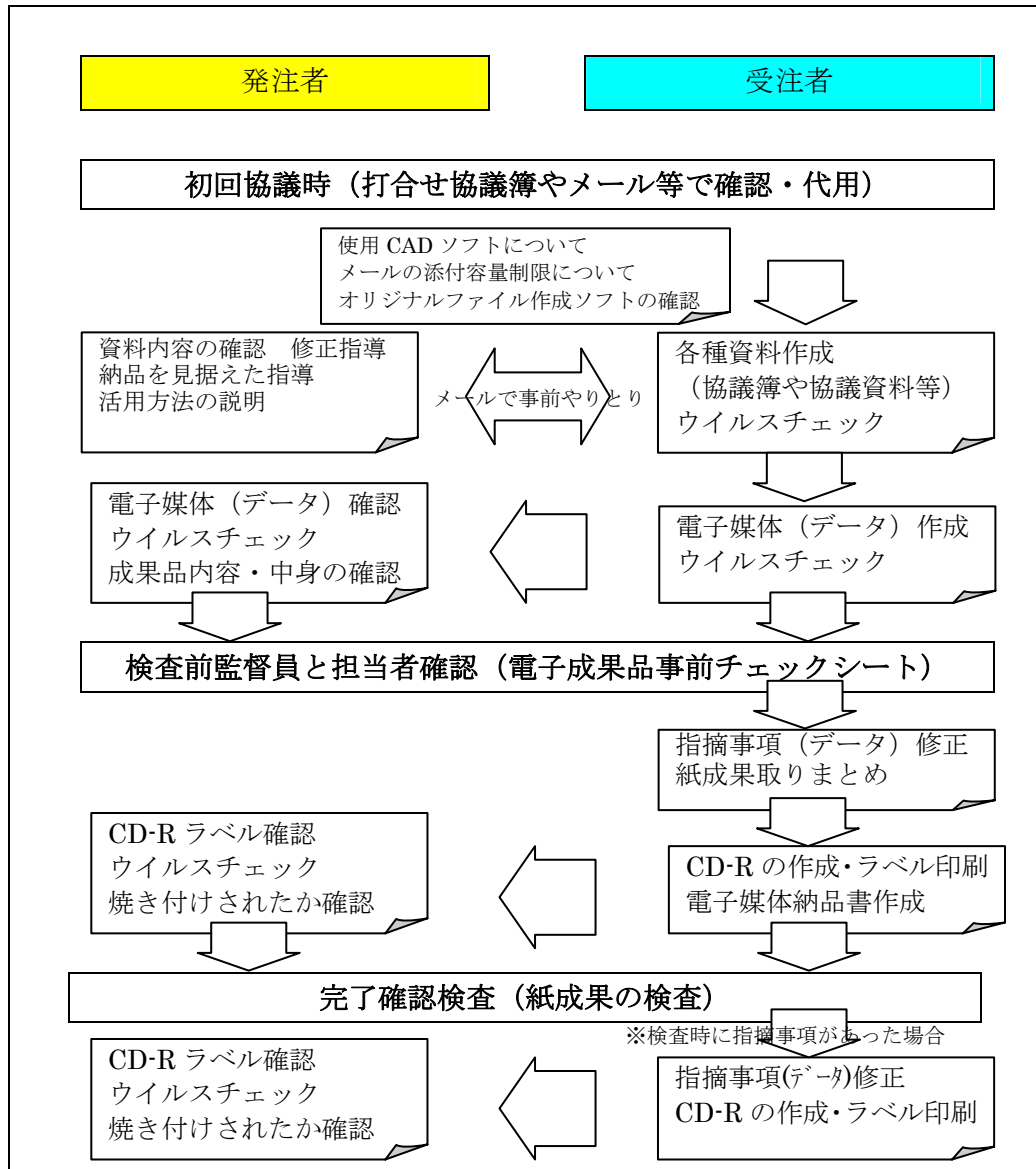 発注者
受注者
初回協議時（打合せ協議簿やメール等で確認・代用）
使用 CAD ソフトについて
メールの添付容量制限について
オリジナルファイル作成ソフトの確認
資料内容の確認　修正指導
納品を見据えた指導
活用方法の説明
メールで事前やりとり
各種資料作成
（協議簿や協議資料等）
ウイルスチェック
電子媒体（データ）確認
ウイルスチェック
成果品内容・中身の確認
電子媒体（データ）作成
ウイルスチェック
検査前監督員と担当者確認（電子成果品事前チェックシート）
指摘事項（データ）修正
紙成果取りまとめ
CD-R ラベル確認
ウイルスチェック
焼き付けされたか確認
CD-R の作成・ラベル印刷
電子媒体納品書作成
完了確認検査（紙成果の検査）
※検査時に指摘事項があった場合
CD-R ラベル確認
ウイルスチェック
焼き付けされたか確認
指摘事項(ﾃﾞｰﾀ)修正
CD-R の作成・ラベル印刷